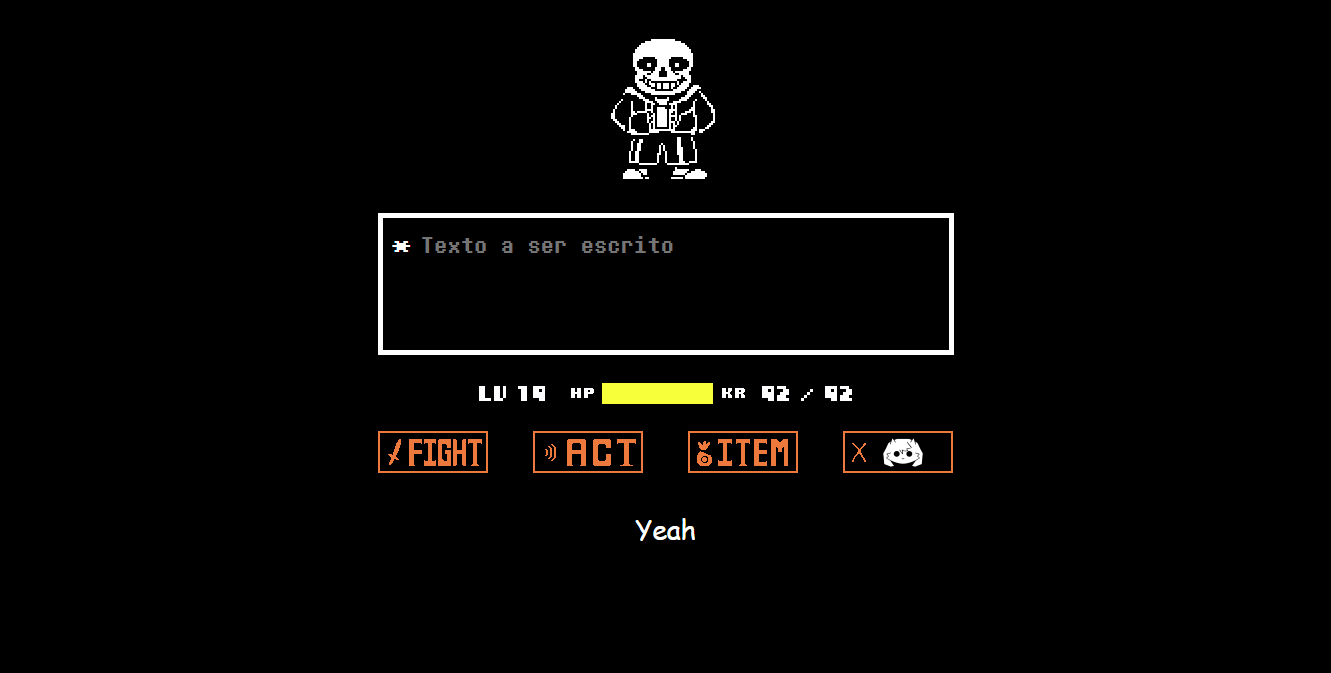 * Texto a ser escrito
LV 19 HP KR 92 / 92
FIGHT ACT ITEM X
Yeah